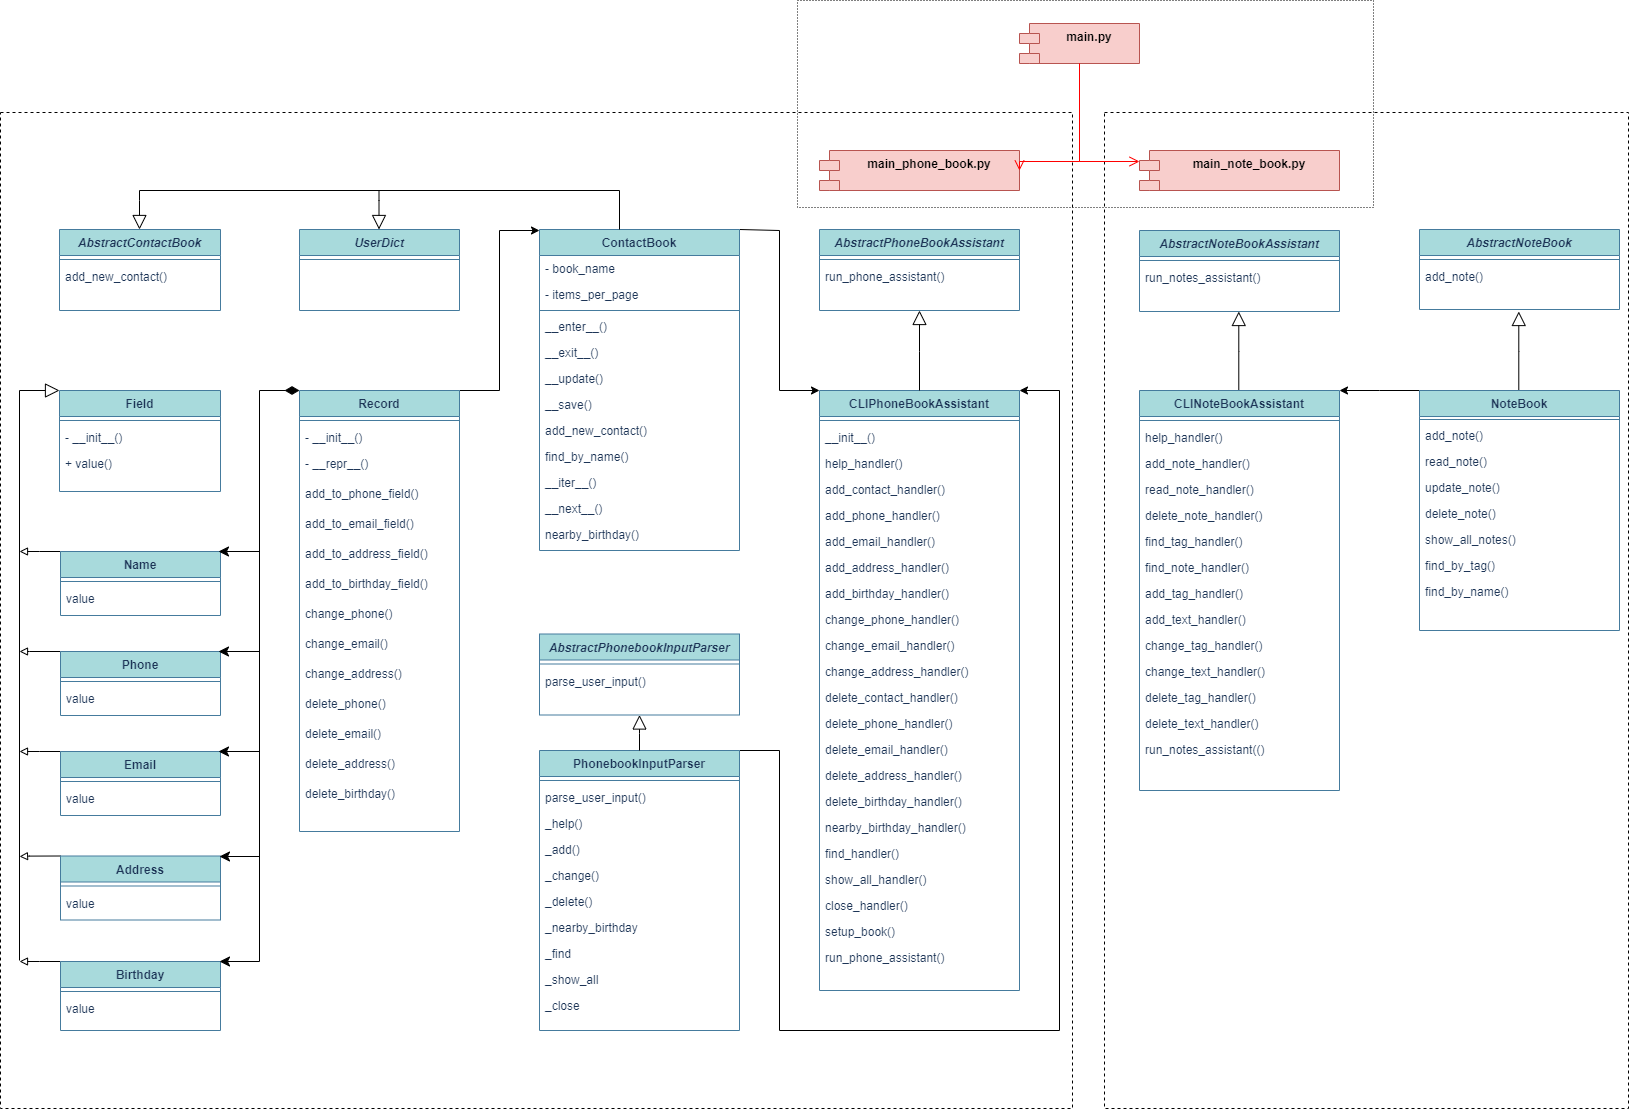 main.py
main_phone_book.py
main_note_book.py
AbstractContactBook
add_new_contact()
UserDict
ContactBook
- book_name
- items_per_page
__enter__()
__exit__()
__update()
__save()
add_new_contact()
find_by_name()
__iter__()
__next__()
nearby_birthday()
AbstractPhoneBookAssistant
run_phone_assistant()
AbstractNoteBookAssistant
run_notes_assistant()
AbstractNoteBook
add_note()
Field
- __init__()
+ value()
Name
value
Phone
value
Email
value
Address
value
Birthday
value
Record
- __init__()
- __repr__()
add_to_phone_field()
add_to_email_field()
add_to_address_field()
add_to_birthday_field()
change_phone()
change_email()
change_address()
delete_phone()
delete_email()
delete_address()
delete_birthday()
AbstractPhonebookInputParser
parse_user_input()
PhonebookInputParser
parse_user_input()
_help()
_add()
_change()
_delete()
_nearby_birthday
_find
_show_all
_close
CLIPhoneBookAssistant
__init__()
help_handler()
add_contact_handler()
add_phone_handler()
add_email_handler()
add_address_handler()
add_birthday_handler()
change_phone_handler()
change_email_handler()
change_address_handler()
delete_contact_handler()
delete_phone_handler()
delete_email_handler()
delete_address_handler()
delete_birthday_handler()
nearby_birthday_handler()
find_handler()
show_all_handler()
close_handler()
setup_book()
run_phone_assistant()
CLINoteBookAssistant
help_handler()
add_note_handler()
read_note_handler()
delete_note_handler()
find_tag_handler()
find_note_handler()
add_tag_handler()
add_text_handler()
change_tag_handler()
change_text_handler()
delete_tag_handler()
delete_text_handler()
run_notes_assistant(()
NoteBook
add_note()
read_note()
update_note()
delete_note()
show_all_notes()
find_by_tag()
find_by_name()